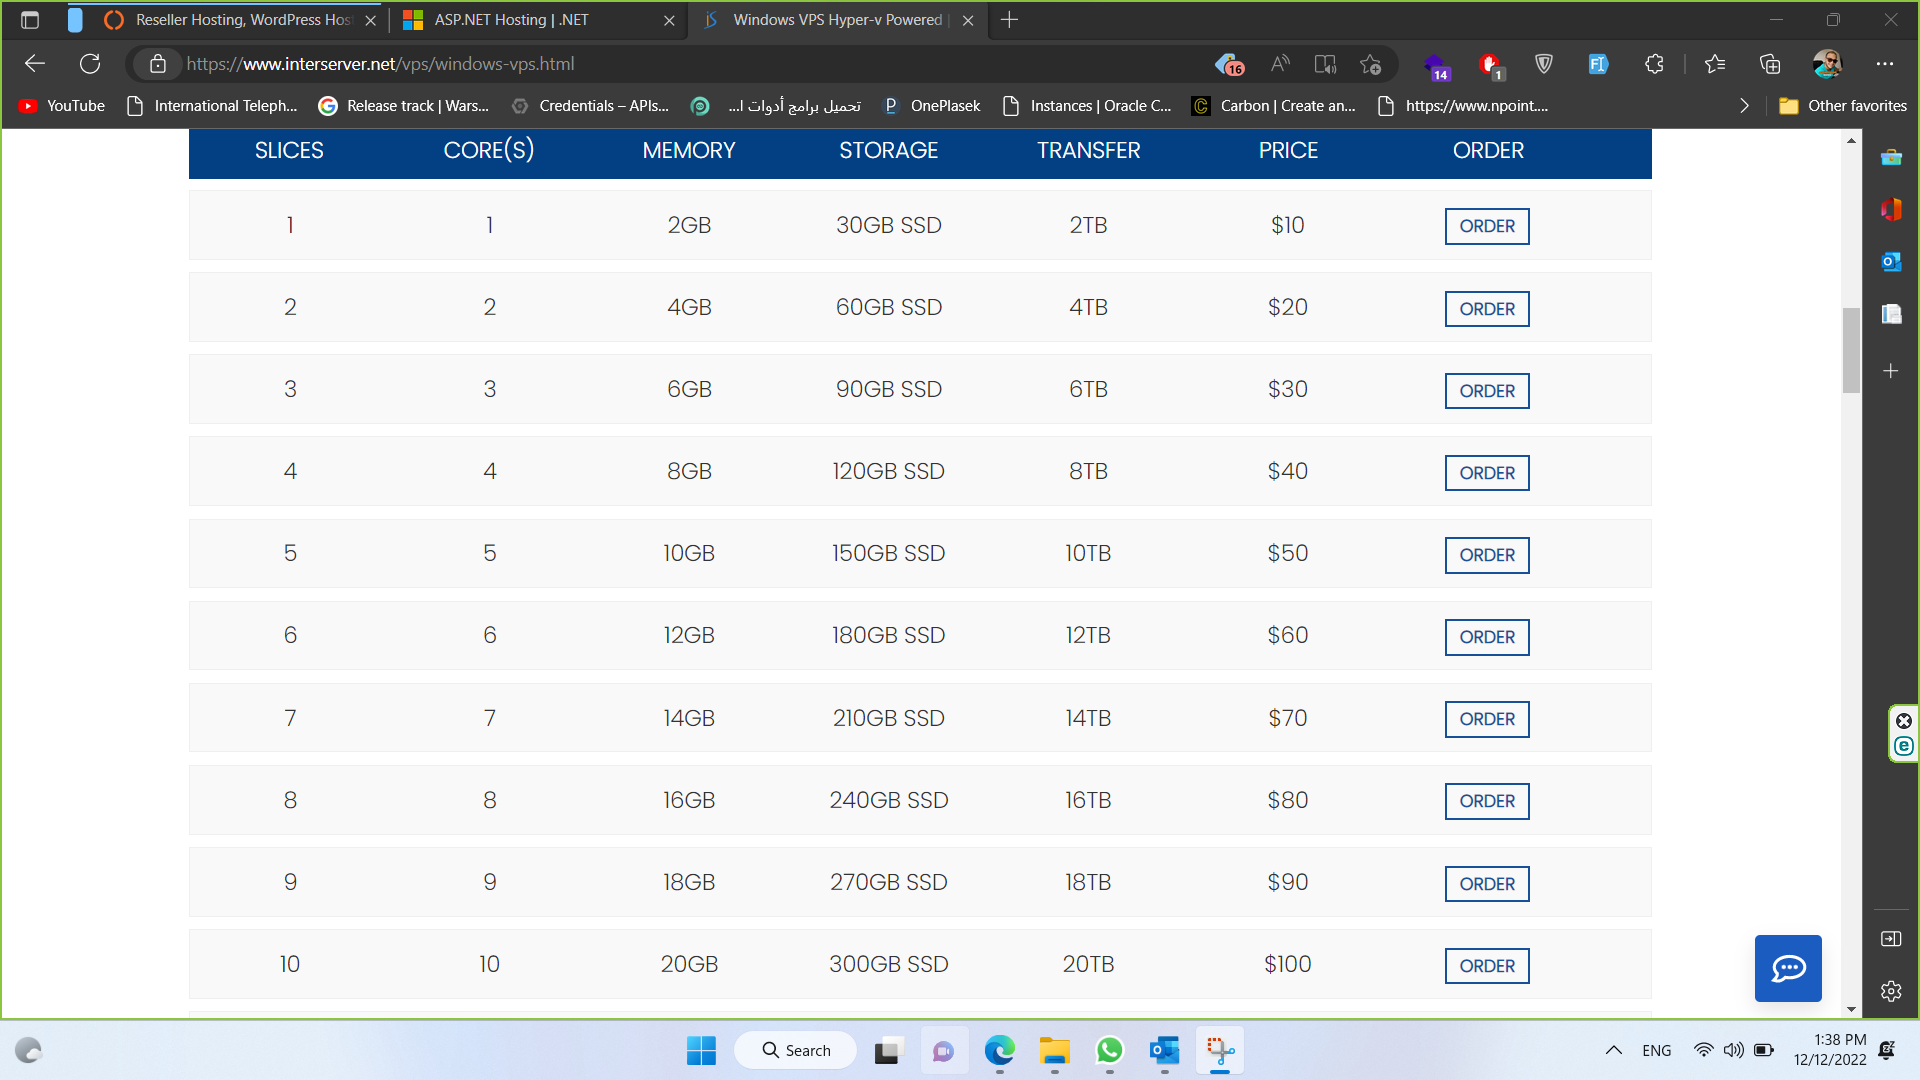 Reseller Hosting, WordPress Hos
ASP.NET Hosting | .NET
Windows VPS Hyper-v Powered |
https://www.interserver.net/vps/windows-vps.html
16
14
1
YouTube
International Teleph...
Release track | Wars...
Credentials – APIs...
تحميل برامج أدوات ا...
OnePlasek
Instances | Oracle C...
Carbon | Create an...
https://www.npoint....
Other favorites
SLICES CORE(S) MEMORY STORAGE TRANSFER PRICE ORDER
1 1 2GB 30GB SSD 2TB $10 ORDER
2 2 4GB 60GB SSD 4TB $20 ORDER
3 3 6GB 90GB SSD 6TB $30 ORDER
4 4 8GB 120GB SSD 8TB $40 ORDER
5 5 10GB 150GB SSD 10TB $50 ORDER
6 6 12GB 180GB SSD 12TB $60 ORDER
7 7 14GB 210GB SSD 14TB $70 ORDER
8 8 16GB 240GB SSD 16TB $80 ORDER
9 9 18GB 270GB SSD 18TB $90 ORDER
10 10 20GB 300GB SSD 20TB $100 ORDER
Search
ENG
1:38 PM
12/12/2022